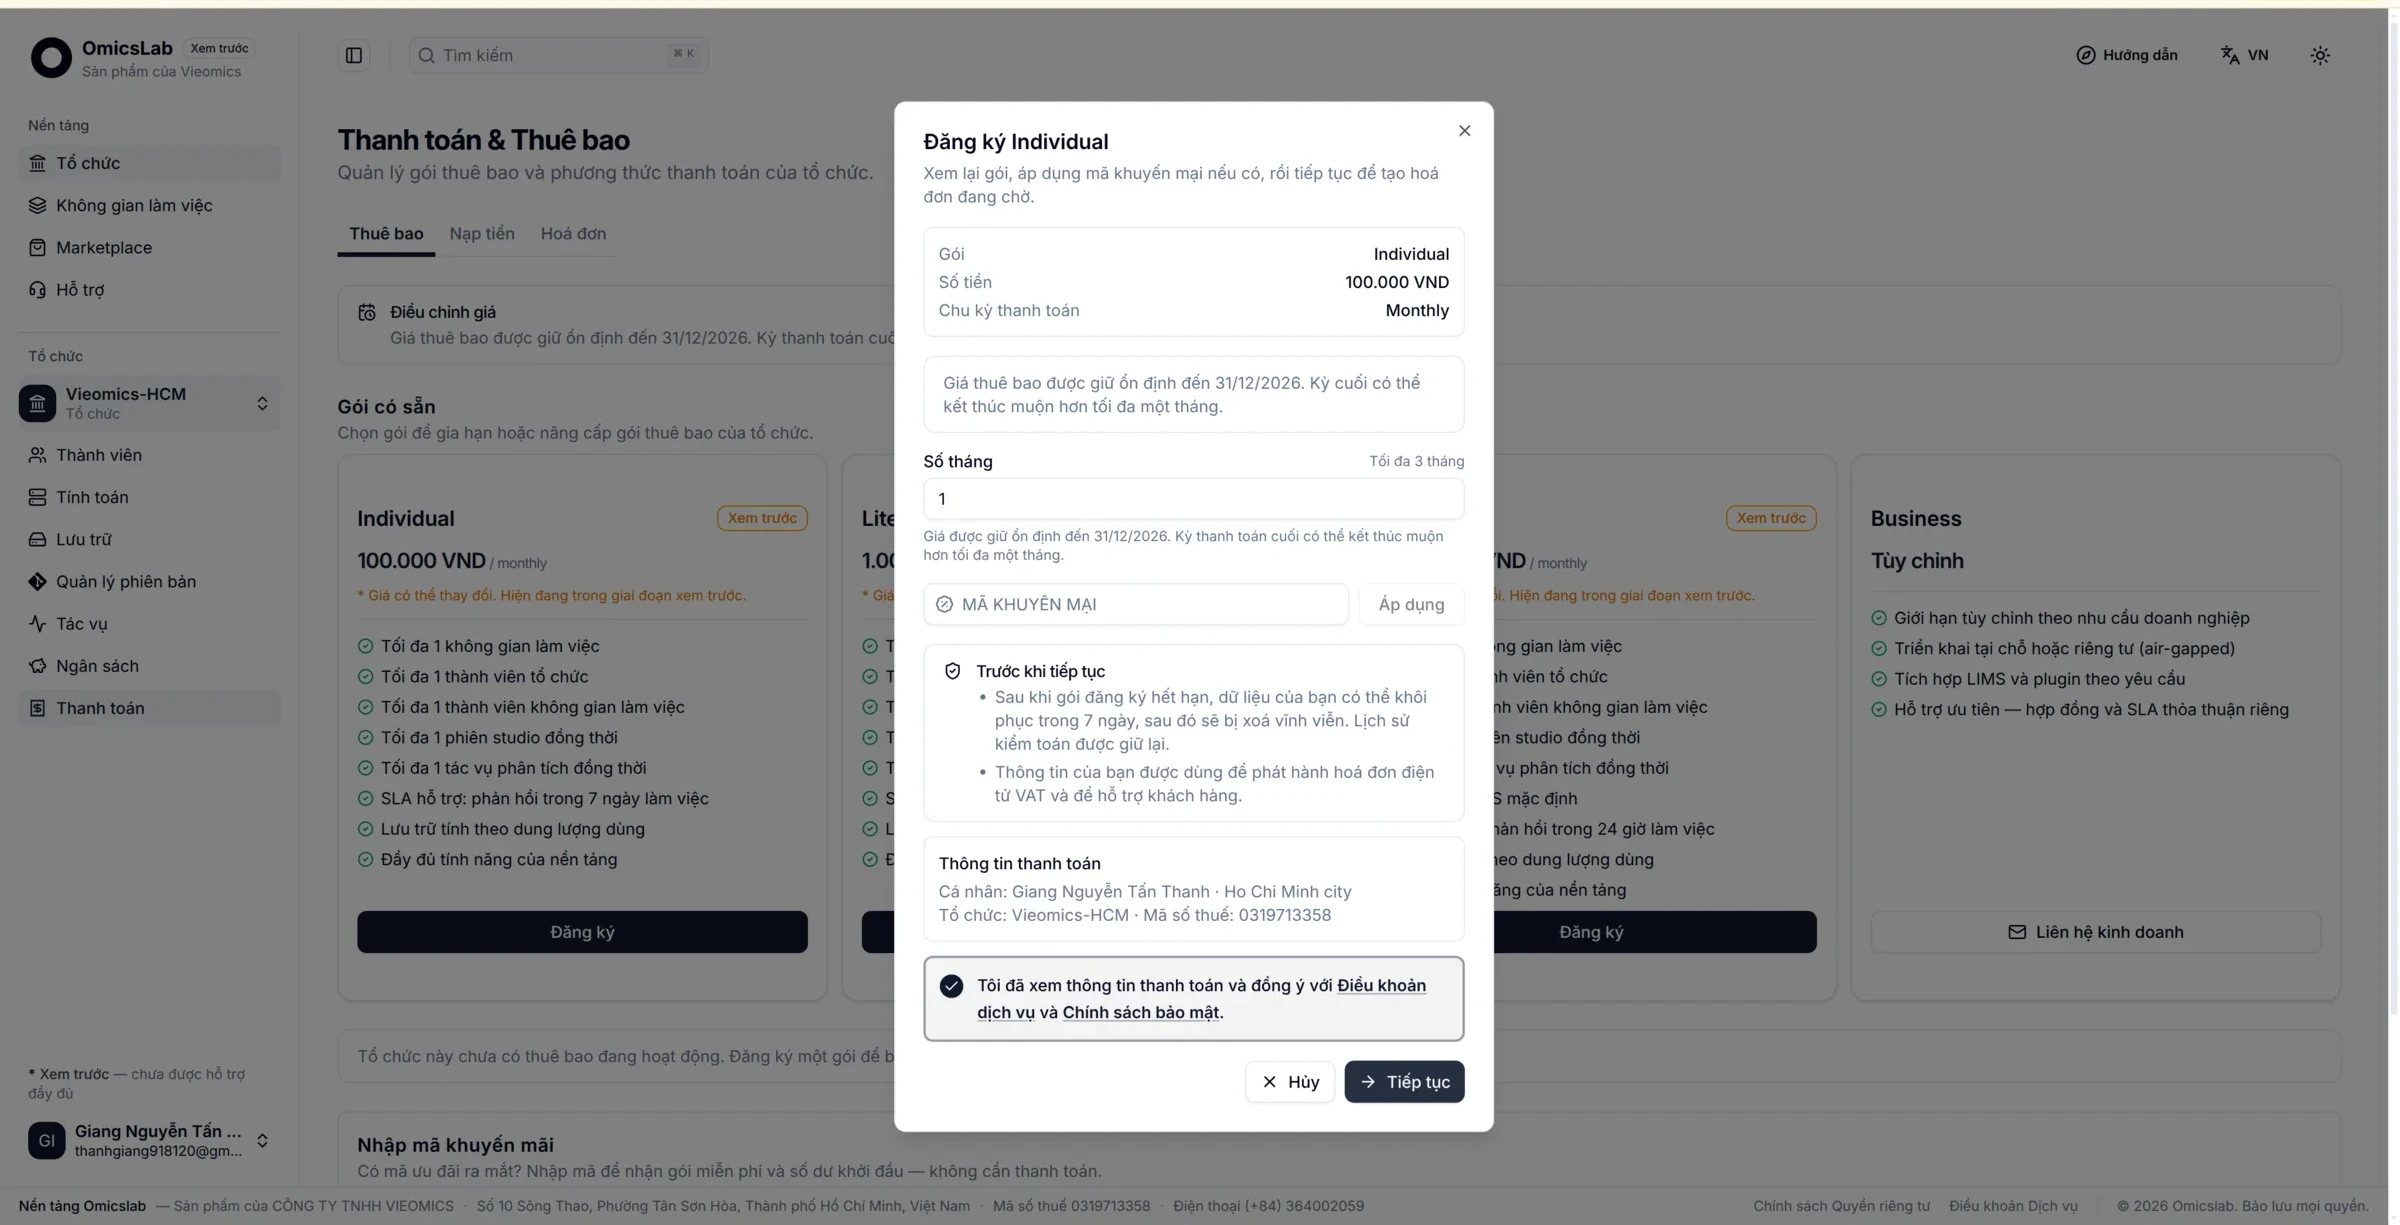 OmicsLab Xem trước
Sản phẩm của Vieomics
Tìm kiếm ⌘ K
Hướng dẫn
VN
Nền tảng
Tổ chức
Không gian làm việc
Marketplace
Hỗ trợ
Tổ chức
Vieomics-HCM
Tổ chức
Thành viên
Tính toán
Lưu trữ
Quản lý phiên bản
Tác vụ
Ngân sách
Thanh toán
* Xem trước — chưa được hỗ trợ
đầy đủ
GI
Giang Nguyễn Tấn ...
thanhgiang918120@gm...
Thanh toán & Thuê bao
Quản lý gói thuê bao và phương thức thanh toán của tổ chức.
Thuê bao Nạp tiền Hoá đơn
Điều chỉnh giá
Giá thuê bao được giữ ổn định đến 31/12/2026. Kỳ thanh toán
Gói có sẵn
Chọn gói để gia hạn hoặc nâng cấp gói thuê bao của tổ chức.
Individual Xem trước
100.000 VND / monthly
* Giá có thể thay đổi. Hiện đang trong giai đoạn xem trước.
Tối đa 1 không gian làm việc
Tối đa 1 thành viên tổ chức
Tối đa 1 thành viên không gian làm việc
Tối đa 1 phiên studio đồng thời
Tối đa 1 tác vụ phân tích đồng thời
SLA hỗ trợ: phản hồi trong 7 ngày làm việc
Lưu trữ tính theo dung lượng dùng
Đầy đủ tính năng của nền tảng
Đăng ký
Lite
* Giá
Đăng ký Individual
Xem lại gói, áp dụng mã khuyến mại nếu có, rồi tiếp tục để tạo hoá
đơn đang chờ.
Gói Individual
Số tiền 100.000 VND
Chu kỳ thanh toán Monthly
Giá thuê bao được giữ ổn định đến 31/12/2026. Kỳ cuối có thể
kết thúc muộn hơn tối đa một tháng.
Số tháng Tối đa 3 tháng
1
Giá được giữ ổn định đến 31/12/2026. Kỳ thanh toán cuối có thể kết thúc muộn
hơn tối đa một tháng.
MÃ KHUYẾN MẠI Áp dụng
Trước khi tiếp tục
• Sau khi gói đăng ký hết hạn, dữ liệu của bạn có thể khôi
phục trong 7 ngày, sau đó sẽ bị xoá vĩnh viễn. Lịch sử
kiểm toán được giữ lại.
• Thông tin của bạn được dùng để phát hành hoá đơn điện
tử VAT và để hỗ trợ khách hàng.
Thông tin thanh toán
Cá nhân: Giang Nguyễn Tấn Thanh · Ho Chi Minh city
Tổ chức: Vieomics-HCM · Mã số thuế: 0319713358
Tôi đã xem thông tin thanh toán và đồng ý với Điều khoản
dịch vụ và Chính sách bảo mật.
Hủy Tiếp tục
Xem trước
VND / monthly
Hiện đang trong giai đoạn xem trước.
gian làm việc
viên tổ chức
viên không gian làm việc
studio đồng thời
vụ phân tích đồng thời
mặc định
hồi trong 24 giờ làm việc
theo dung lượng dùng
năng của nền tảng
Đăng ký
Business
Tùy chỉnh
Giới hạn tùy chỉnh theo nhu cầu doanh nghiệp
Triển khai tại chỗ hoặc riêng tư (air-gapped)
Tích hợp LIMS và plugin theo yêu cầu
Hỗ trợ ưu tiên — hợp đồng và SLA thỏa thuận riêng
Liên hệ kinh doanh
Tổ chức này chưa có thuê bao đang hoạt động. Đăng ký một gói để
Nhập mã khuyến mãi
Có mã ưu đãi ra mắt? Nhập mã để nhận gói miễn phí và số dư khởi đầu — không cần thanh toán.
Nền tảng Omicslab — Sản phẩm của CÔNG TY TNHH VIEOMICS · Số 10 Sông Thao, Phường Tân Sơn Hòa, Thành phố Hồ Chí Minh, Việt Nam · Mã số thuế 0319713358 · Điện thoại (+84) 364002059
Chính sách Quyền riêng tư Điều khoản Dịch vụ © 2026 Omicslab. Bảo lưu mọi quyền.